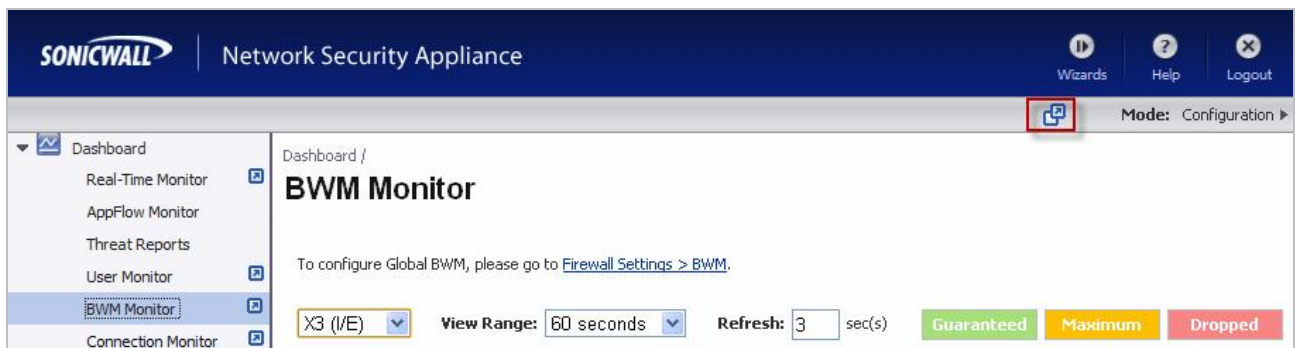 SONICWALL
Network Security Appliance
Wizards
Help
Logout
Mode: Configuration
Dashboard
Real-Time Monitor
AppFlow Monitor
Threat Reports
User Monitor
BWM Monitor
Connection Monitor
Dashboard /
BWM Monitor
To configure Global BWM, please go to Firewall Settings > BWM.
X3 (I/E) View Range: 60 seconds Refresh: 3 sec(s) Guaranteed Maximum Dropped